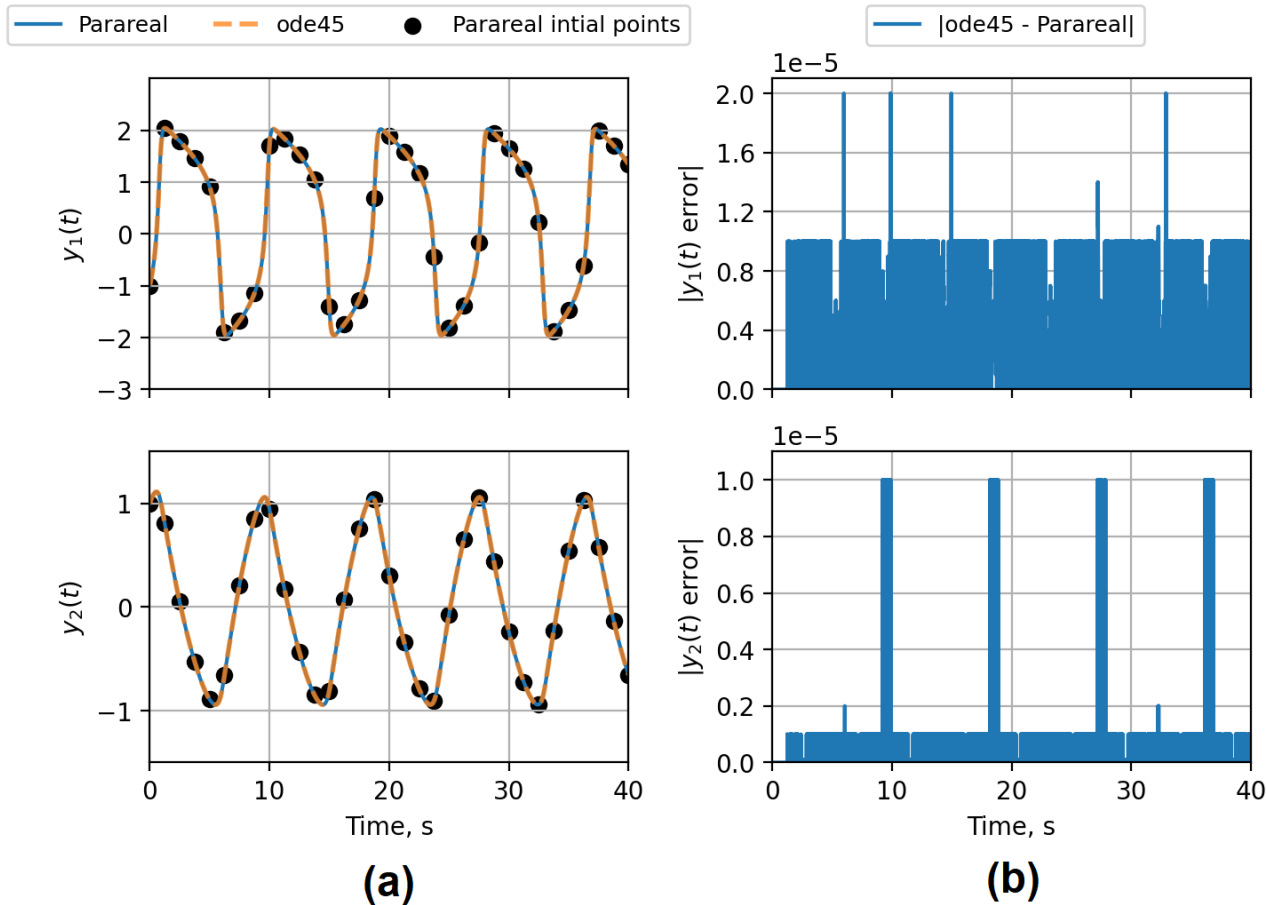 Parareal ode45 Parareal intial points
|ode45 - Parareal|
y₁(t)
2
1
0
−1
−2
−3
1e−5
|y₁(t) error|
2.0
1.6
1.2
0.8
0.4
0.0
y₂(t)
1
0
−1
0 10 20 30 40
Time, s
(a)
1e−5
|y₂(t) error|
1.0
0.8
0.6
0.4
0.2
0.0
0 10 20 30 40
Time, s
(b)